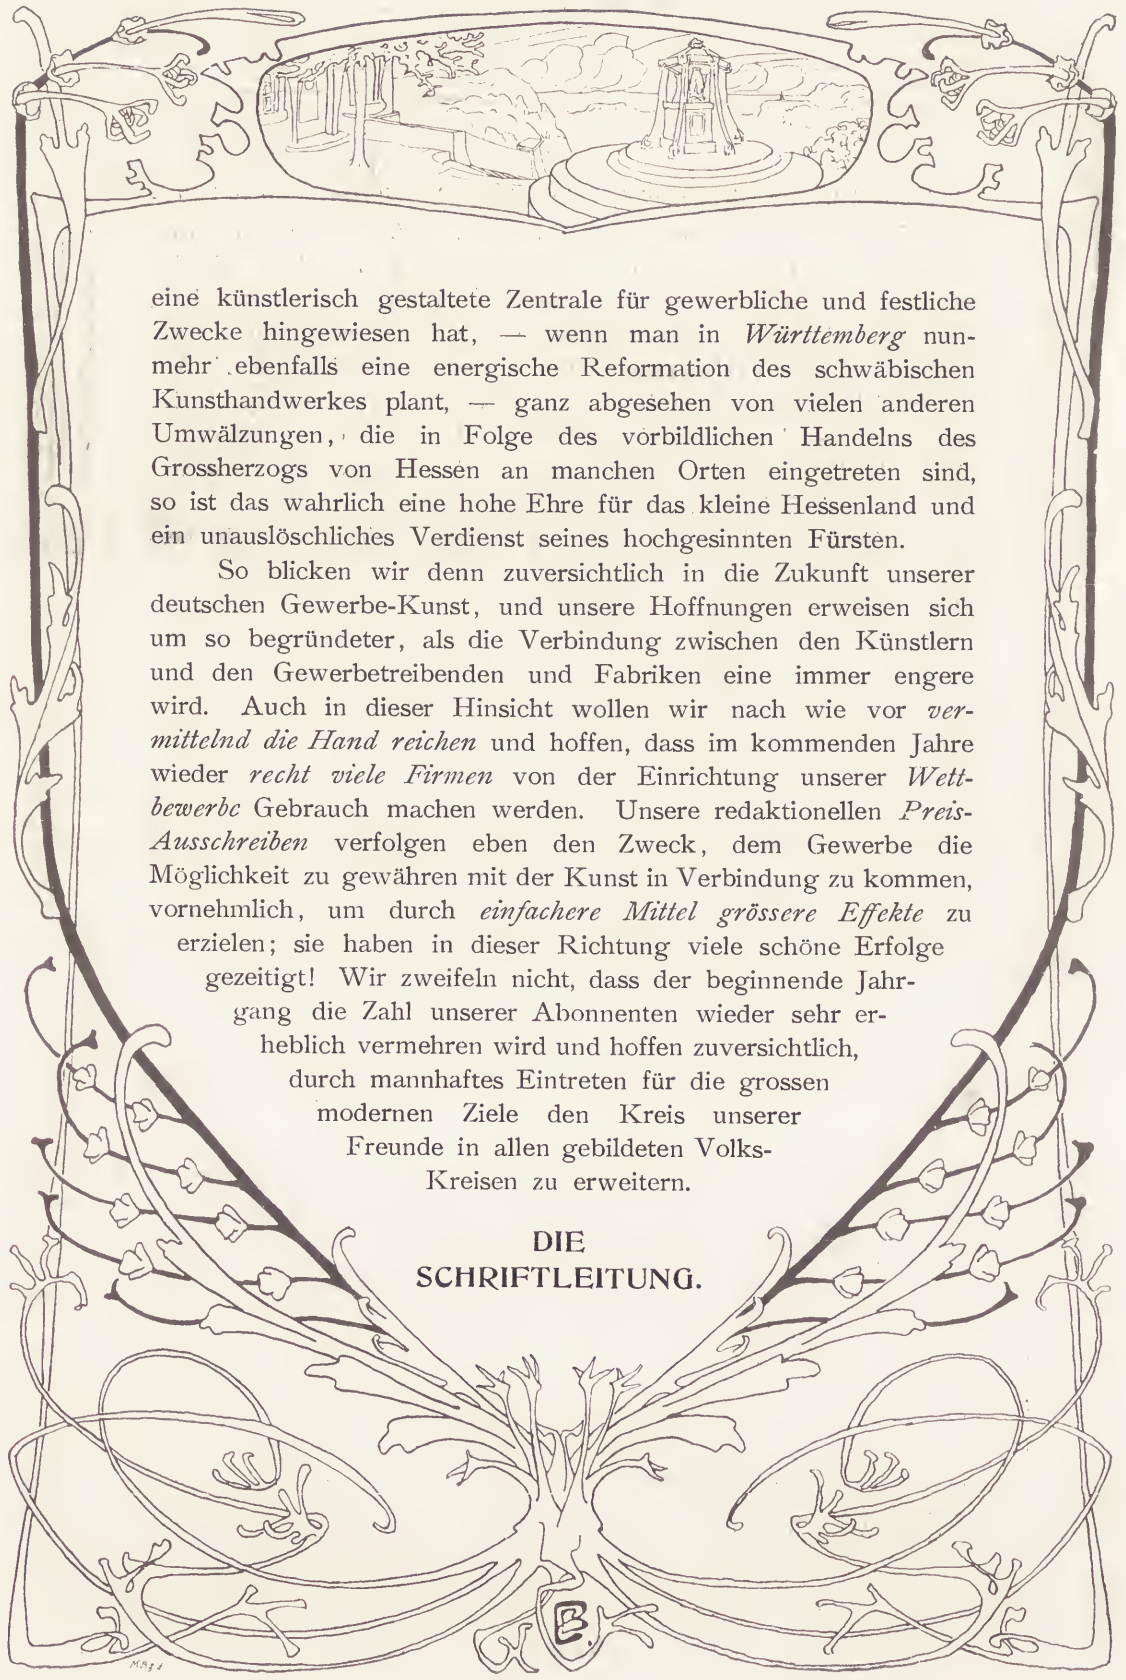 eine künstlerisch gestaltete Zentrale für gewerbliche und festliche
Zwecke hingewiesen hat, — wenn man in Württemberg nun-
mehr ebenfalls eine energische Reformation des schwäbischen
Kunsthandwerkes plant, — ganz abgesehen von vielen anderen
Umwälzungen, die in Folge des vorbildlichen Handelns des
Grossherzogs von Hessen an manchen Orten eingetreten sind,
so ist das wahrlich eine hohe Ehre für das kleine Hessenland und
ein unauslöschliches Verdienst seines hochgesinnten Fürsten.
So blicken wir denn zuversichtlich in die Zukunft unserer
deutschen Gewerbe-Kunst, und unsere Hoffnungen erweisen sich
um so begründeter, als die Verbindung zwischen den Künstlern
und den Gewerbetreibenden und Fabriken eine immer engere
wird. Auch in dieser Hinsicht wollen wir nach wie vor ver-
mittelnd die Hand reichen und hoffen, dass im kommenden Jahre
wieder recht viele Firmen von der Einrichtung unserer Wett-
bewerbe Gebrauch machen werden. Unsere redaktionellen Preis-
Ausschreiben verfolgen eben den Zweck, dem Gewerbe die
Möglichkeit zu gewähren mit der Kunst in Verbindung zu kommen,
vornehmlich, um durch einfachere Mittel grössere Effekte zu
erzielen; sie haben in dieser Richtung viele schöne Erfolge
gezeitigt! Wir zweifeln nicht, dass der beginnende Jahr-
gang die Zahl unserer Abonnenten wieder sehr er-
heblich vermehren wird und hoffen zuversichtlich,
durch mannhaftes Eintreten für die grossen
modernen Ziele den Kreis unserer
Freunde in allen gebildeten Volks-
Kreisen zu erweitern.
DIE
SCHRIFTLEITUNG.